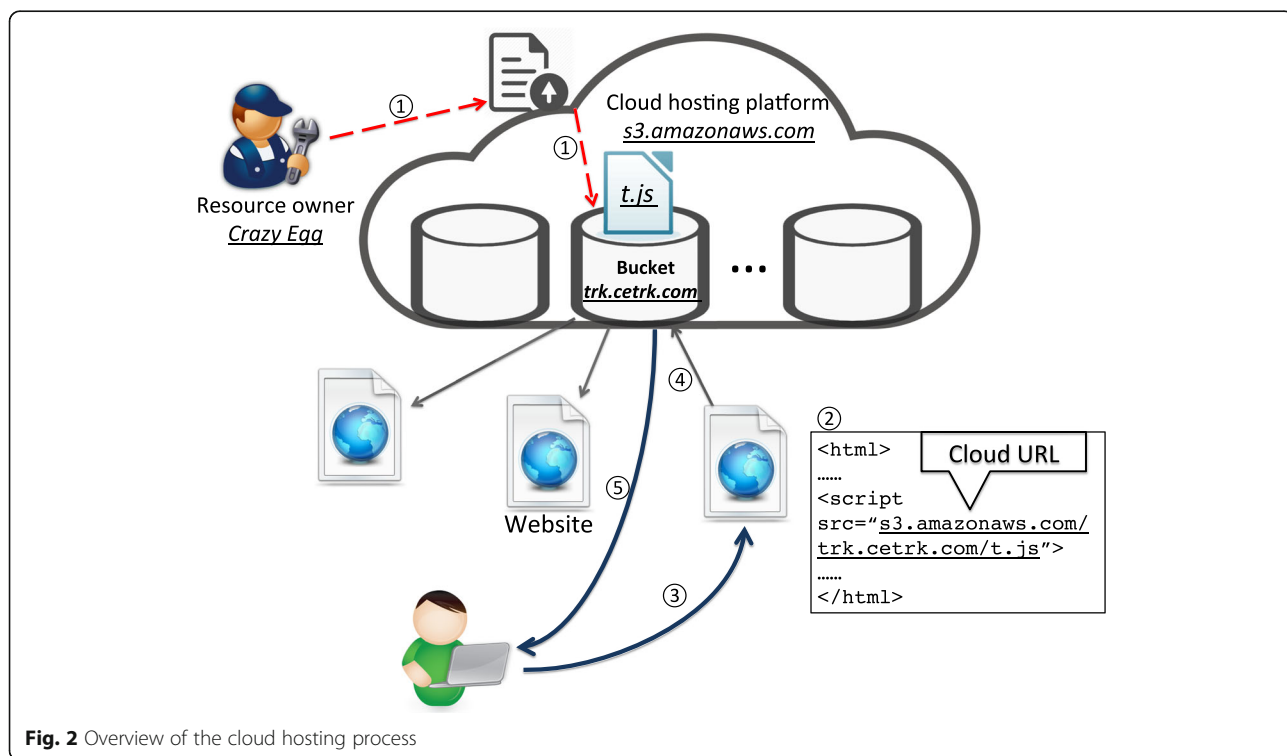 ①
Cloud hosting platform
s3.amazonaws.com
①
t.js
Resource owner
Crazy Egg
Bucket
trk.cetrk.com
...
④
②
<html>
Cloud URL
……
<script
src=“s3.amazonaws.com/
trk.cetrk.com/t.js”>
……
</html>
⑤
Website
③
Fig. 2 Overview of the cloud hosting process